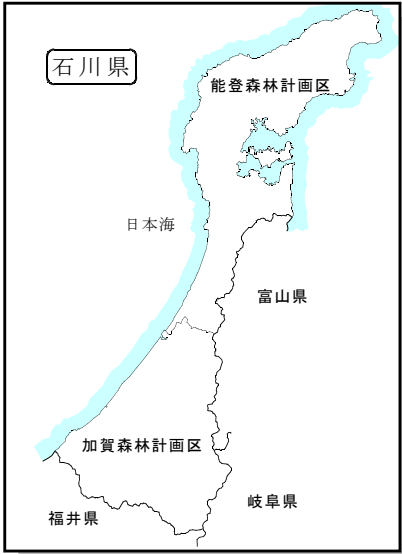 石川県
能登森林計画区
日本海
富山県
加賀森林計画区
岐阜県
福井県